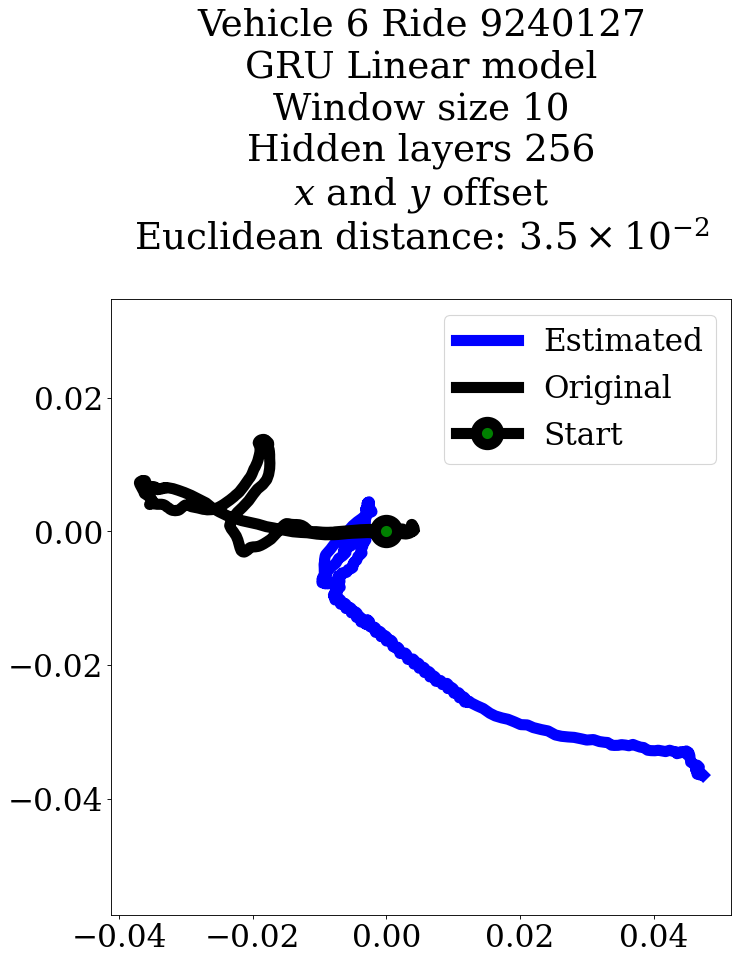 Vehicle 6 Ride 9240127
GRU Linear model
Window size 10
Hidden layers 256
x and y offset
Euclidean distance: 3.5 × 10⁻²
Estimated
Original
Start
0.02
0.00
−0.02
−0.04
−0.04 −0.02 0.00 0.02 0.04